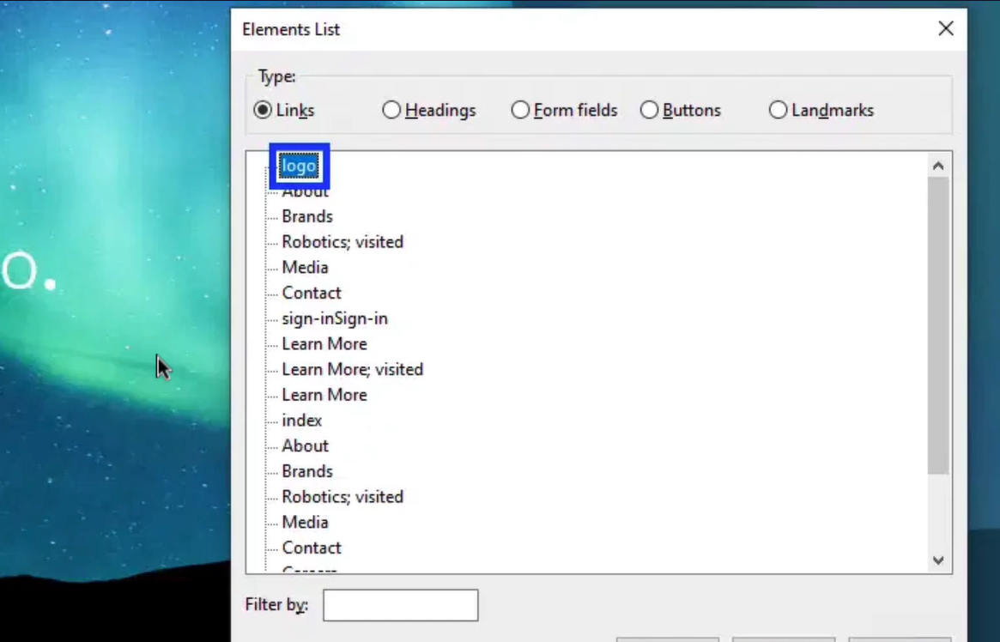 Elements List
Type:
Links Headings Form fields Buttons Landmarks
logo
About
Brands
Robotics; visited
Media
Contact
sign-inSign-in
Learn More
Learn More; visited
Learn More
index
About
Brands
Robotics; visited
Media
Contact
Careers
o.
Filter by: